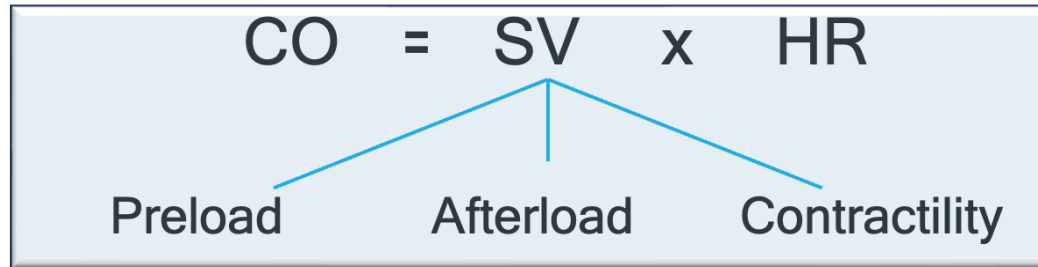 CO = SV x HR
Preload Afterload Contractility